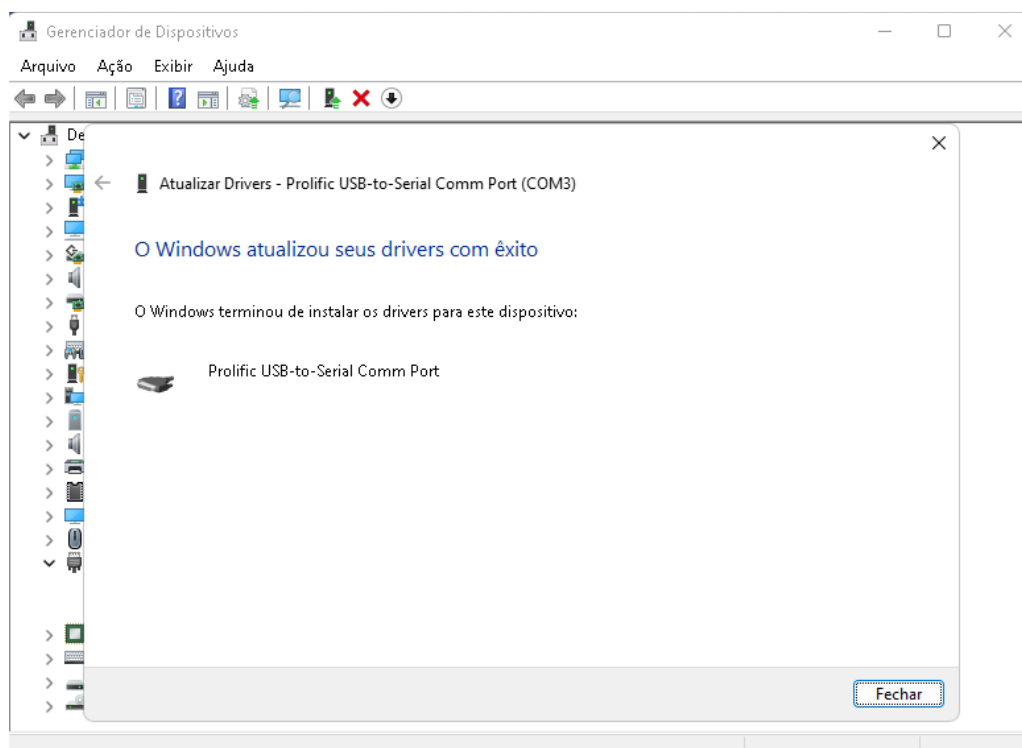 Gerenciador de Dispositivos
Arquivo Ação Exibir Ajuda
De
Atualizar Drivers - Prolific USB-to-Serial Comm Port (COM3)
O Windows atualizou seus drivers com êxito
O Windows terminou de instalar os drivers para este dispositivo:
Prolific USB-to-Serial Comm Port
Fechar